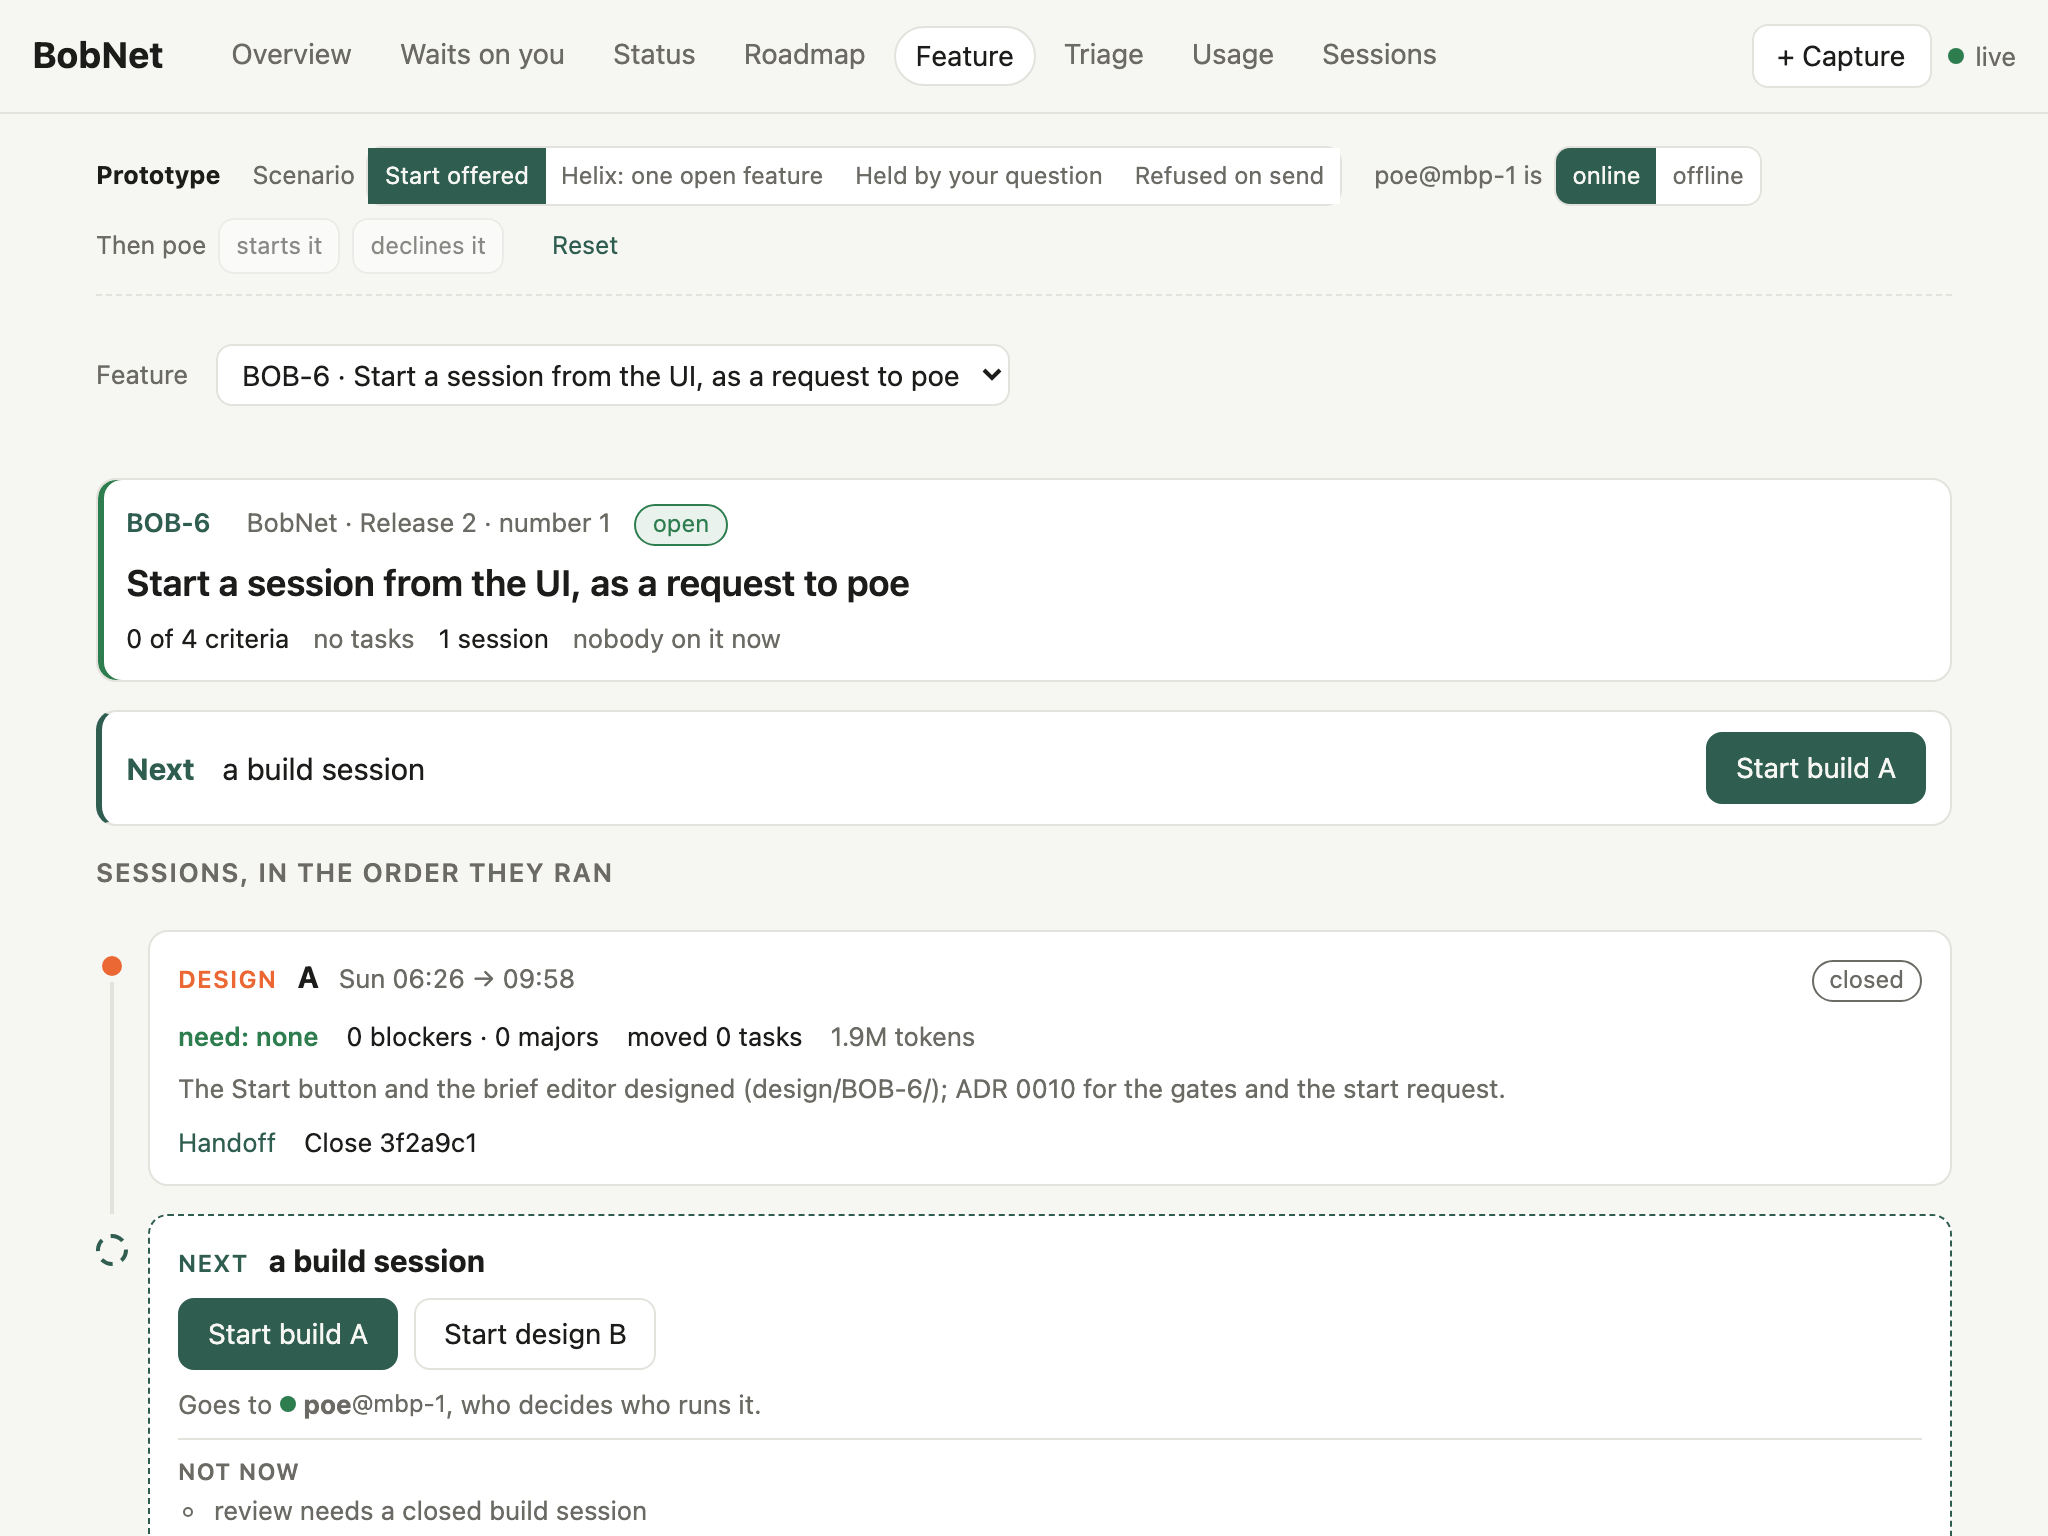 BobNet Overview Waits on you Status Roadmap Feature Triage Usage Sessions + Capture live
Prototype Scenario Start offered Helix: one open feature Held by your question Refused on send poe@mbp-1 is online offline
Then poe starts it declines it Reset
Feature BOB-6 · Start a session from the UI, as a request to poe
BOB-6 BobNet · Release 2 · number 1 open
Start a session from the UI, as a request to poe
0 of 4 criteria no tasks 1 session nobody on it now
Next a build session Start build A
SESSIONS, IN THE ORDER THEY RAN
DESIGN A Sun 06:26 → 09:58 closed
need: none 0 blockers · 0 majors moved 0 tasks 1.9M tokens
The Start button and the brief editor designed (design/BOB-6/); ADR 0010 for the gates and the start request.
Handoff Close 3f2a9c1
NEXT a build session
Start build A Start design B
Goes to poe@mbp-1, who decides who runs it.
NOT NOW
review needs a closed build session